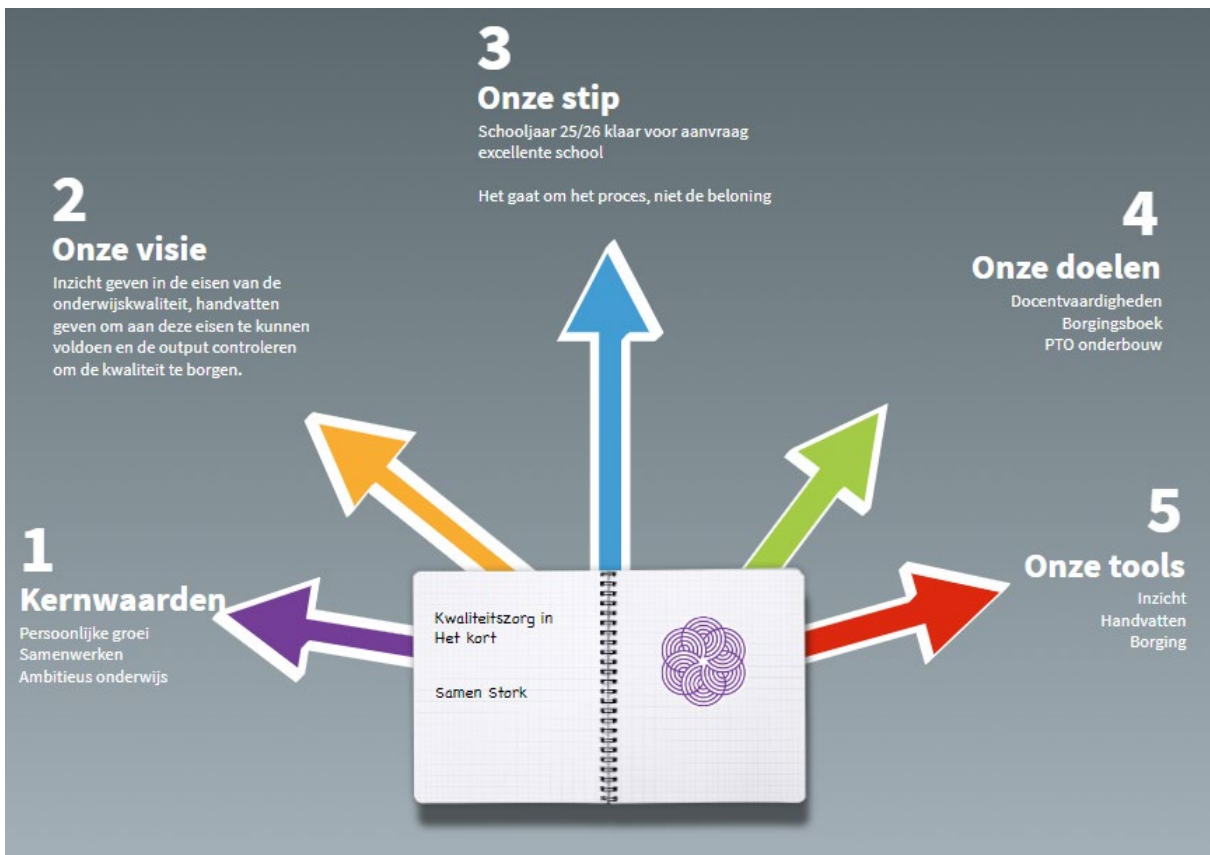 1
Kernwaarden
Persoonlijke groei
Samenwerken
Ambitieus onderwijs
2
Onze visie
Inzicht geven in de eisen van de
onderwijskwaliteit, handvatten
geven om aan deze eisen te kunnen
voldoen en de output controleren
om de kwaliteit te borgen.
3
Onze stip
Schooljaar 25/26 klaar voor aanvraag
excellente school
Het gaat om het proces, niet de beloning
4
Onze doelen
Docentvaardigheden
Borgingsboek
PTO onderbouw
5
Onze tools
Inzicht
Handvatten
Borging
Kwaliteitszorg in
Het kort
Samen Stork